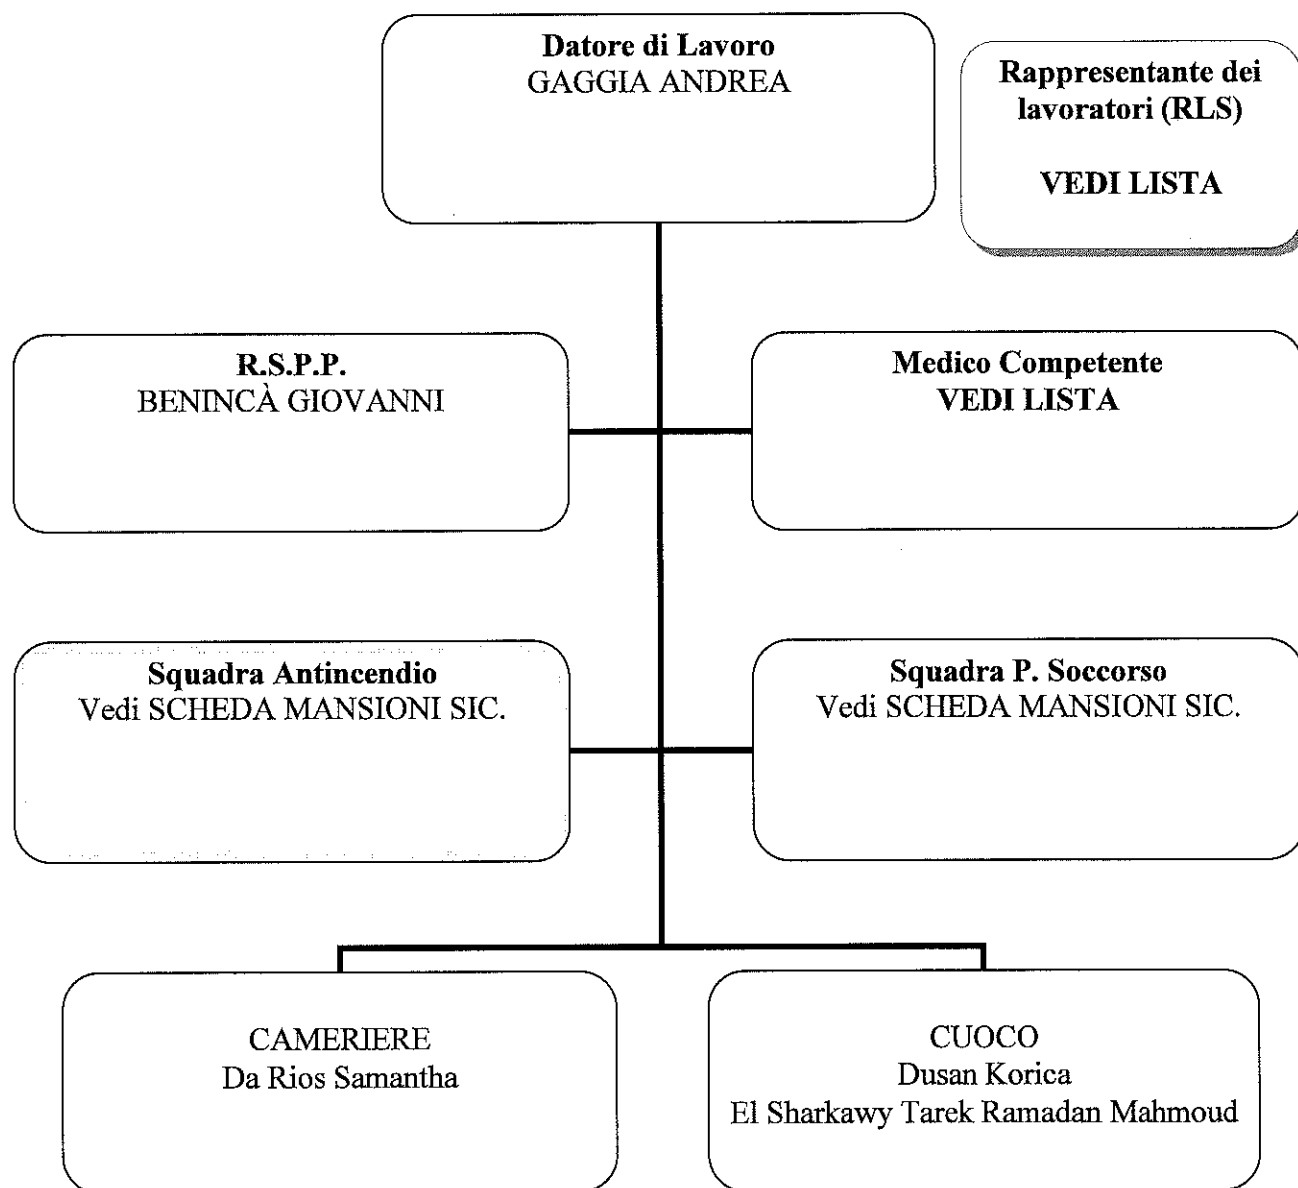 Datore di Lavoro
GAGGIA ANDREA
Rappresentante dei
lavoratori (RLS)
VEDI LISTA
R.S.P.P.
BENINCÀ GIOVANNI
Medico Competente
VEDI LISTA
Squadra Antincendio
Vedi SCHEDA MANSIONI SIC.
Squadra P. Soccorso
Vedi SCHEDA MANSIONI SIC.
CAMERIERE
Da Rios Samantha
CUOCO
Dusan Korica
El Sharkawy Tarek Ramadan Mahmoud